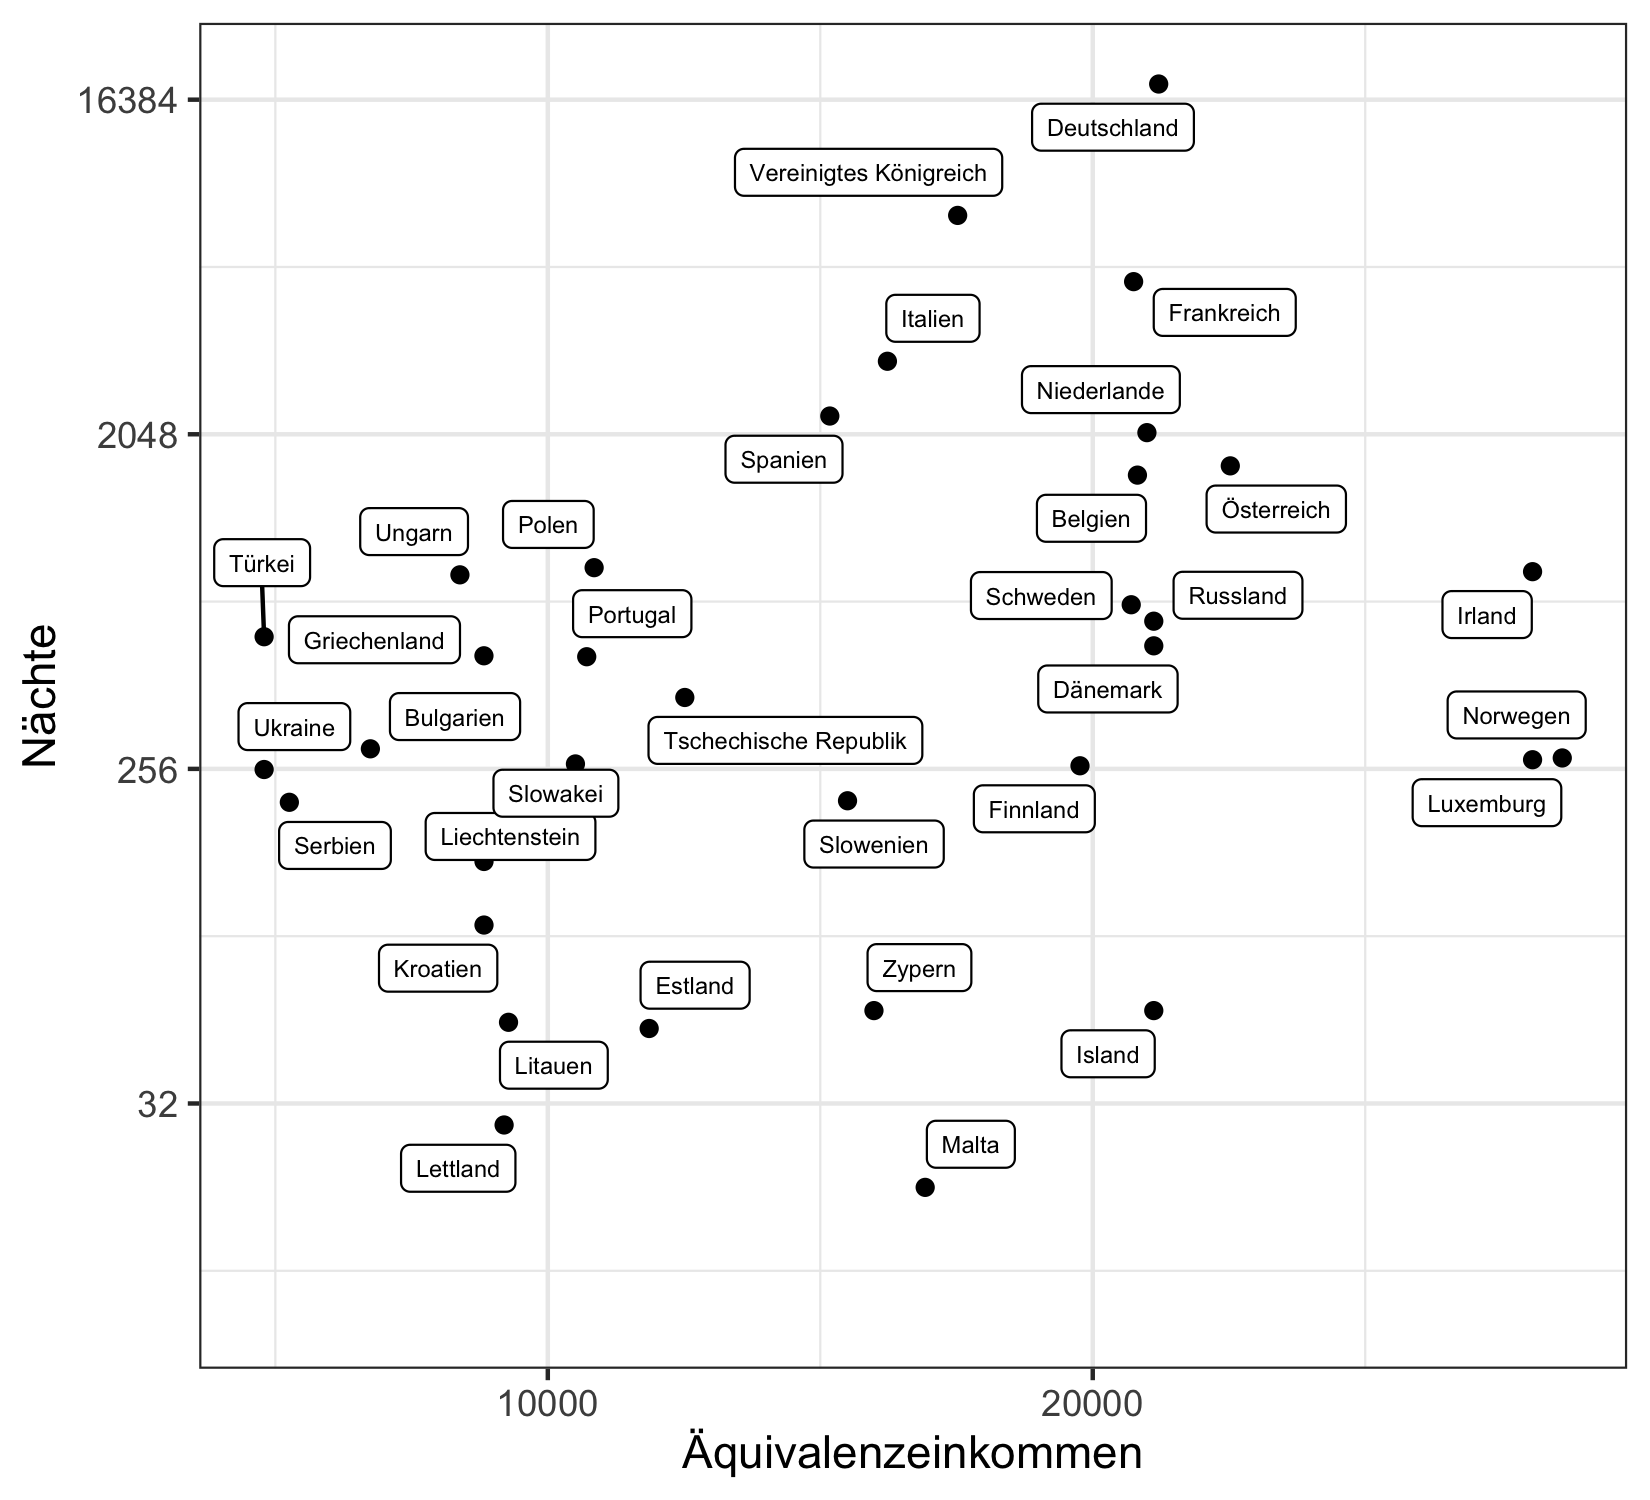 16384
Deutschland
Vereinigtes Königreich
Frankreich
Italien
Niederlande
2048
Spanien
Österreich
Belgien
Polen
Ungarn
Türkei
Schweden
Russland
Portugal
Irland
Griechenland
Dänemark
Nächte
Norwegen
Bulgarien
Ukraine
Tschechische Republik
256
Slowakei
Luxemburg
Finnland
Liechtenstein
Slowenien
Serbien
Kroatien
Zypern
Estland
Island
Litauen
32
Malta
Lettland
10000
20000
Äquivalenzeinkommen